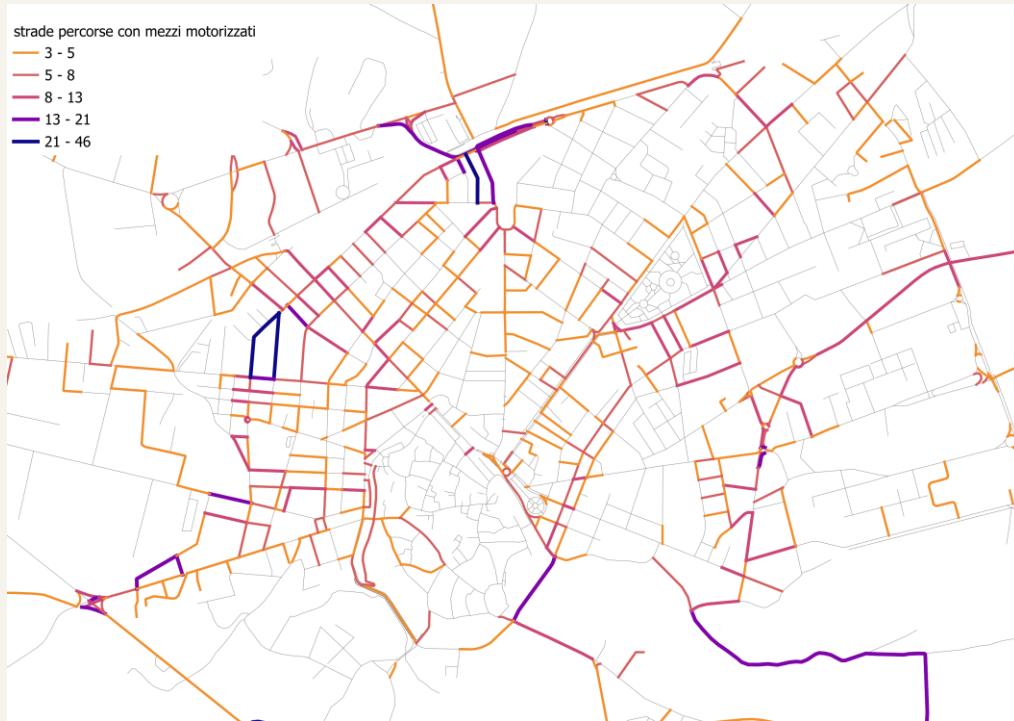 strade percorse con mezzi motorizzati
3 - 5
5 - 8
8 - 13
13 - 21
21 - 46